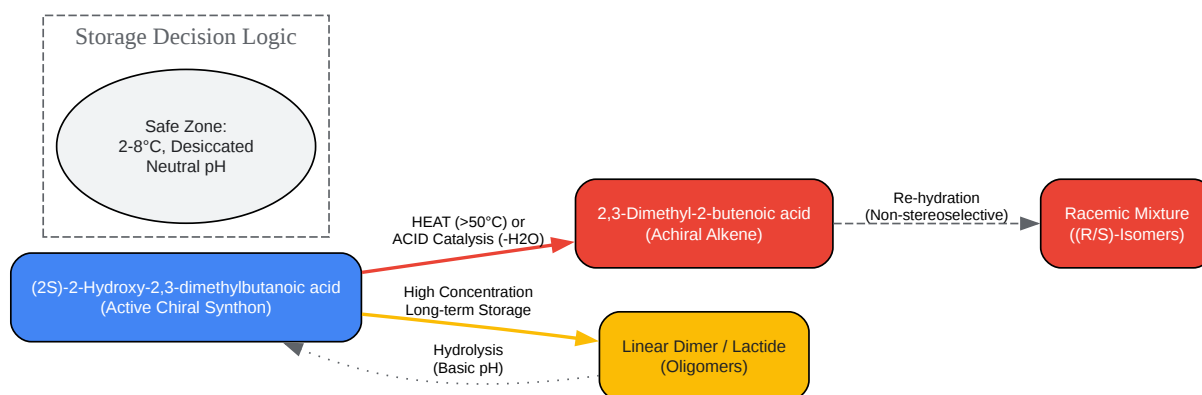 Storage Decision Logic
Safe Zone:
2-8°C, Desiccated
Neutral pH
HEAT (>50°C) or
ACID Catalysis (-H2O)
2,3-Dimethyl-2-butenoic acid
(Achiral Alkene)
Re-hydration
(Non-stereoselective)
Racemic Mixture
((R/S)-Isomers)
(2S)-2-Hydroxy-2,3-dimethylbutanoic acid
(Active Chiral Synthon)
High Concentration
Long-term Storage
Hydrolysis
(Basic pH)
Linear Dimer / Lactide
(Oligomers)